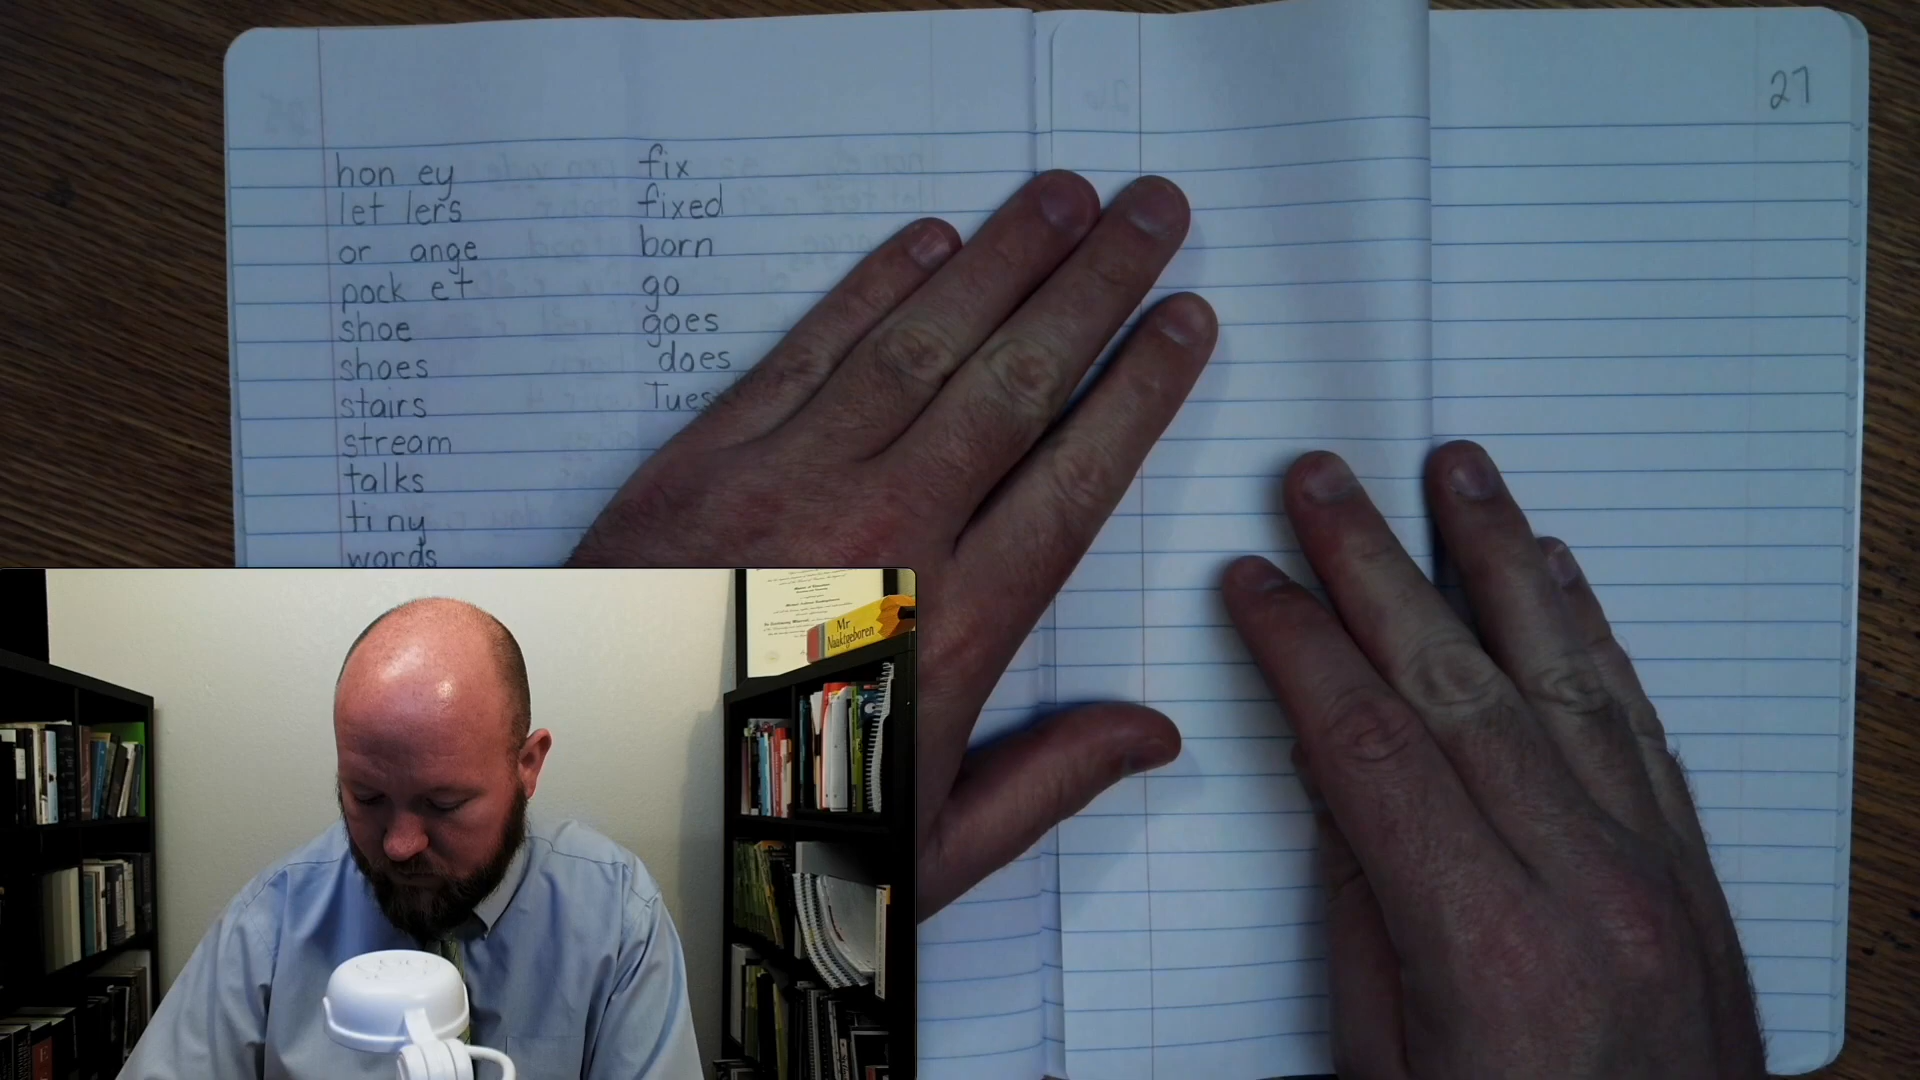 27
hon ey
let lers
or ange
pock et
shoe
shoes
stairs
stream
talks
ti ny
words
fix
fixed
born
go
goes
does
Tues
Mr
Naaktgeboren